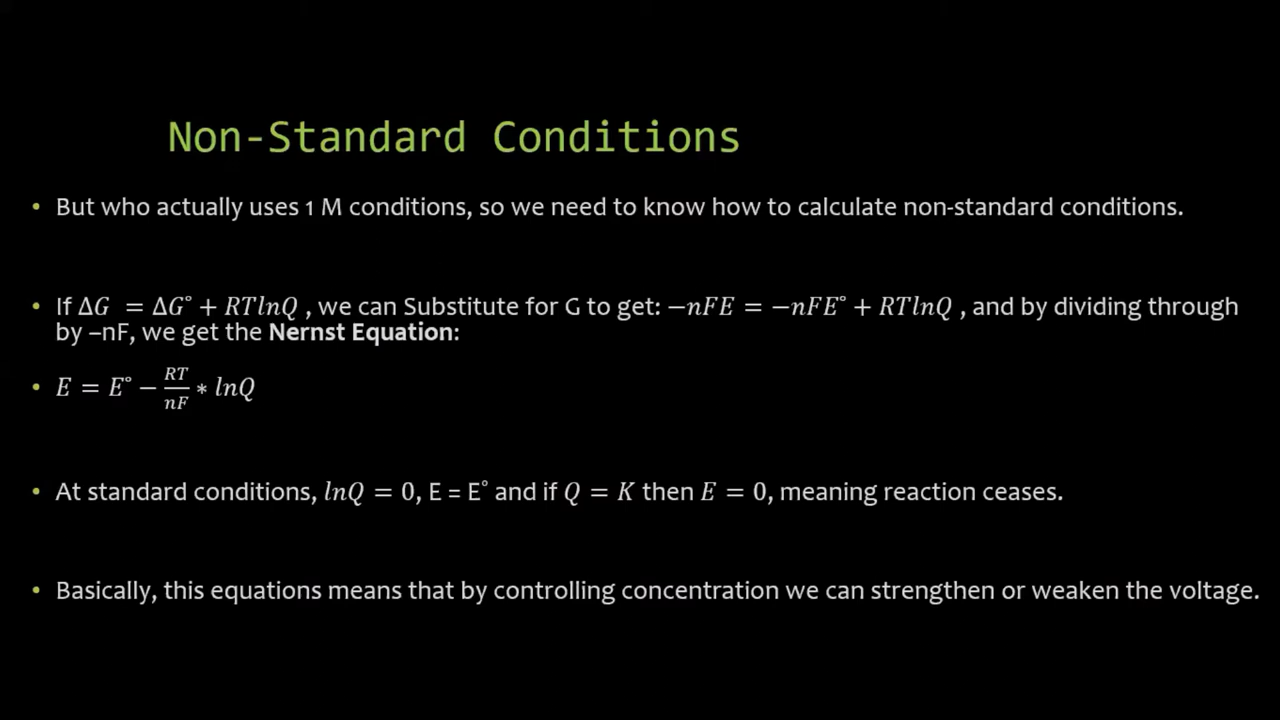 Non-Standard Conditions
• But who actually uses 1 M conditions, so we need to know how to calculate non-standard conditions.
• If ΔG = ΔG° + RTlnQ , we can Substitute for G to get: −nFE = −nFE° + RTlnQ , and by dividing through
by –nF, we get the Nernst Equation:
• E = E° − RT/nF * lnQ
• At standard conditions, lnQ = 0, E = E° and if Q = K then E = 0, meaning reaction ceases.
• Basically, this equations means that by controlling concentration we can strengthen or weaken the voltage.